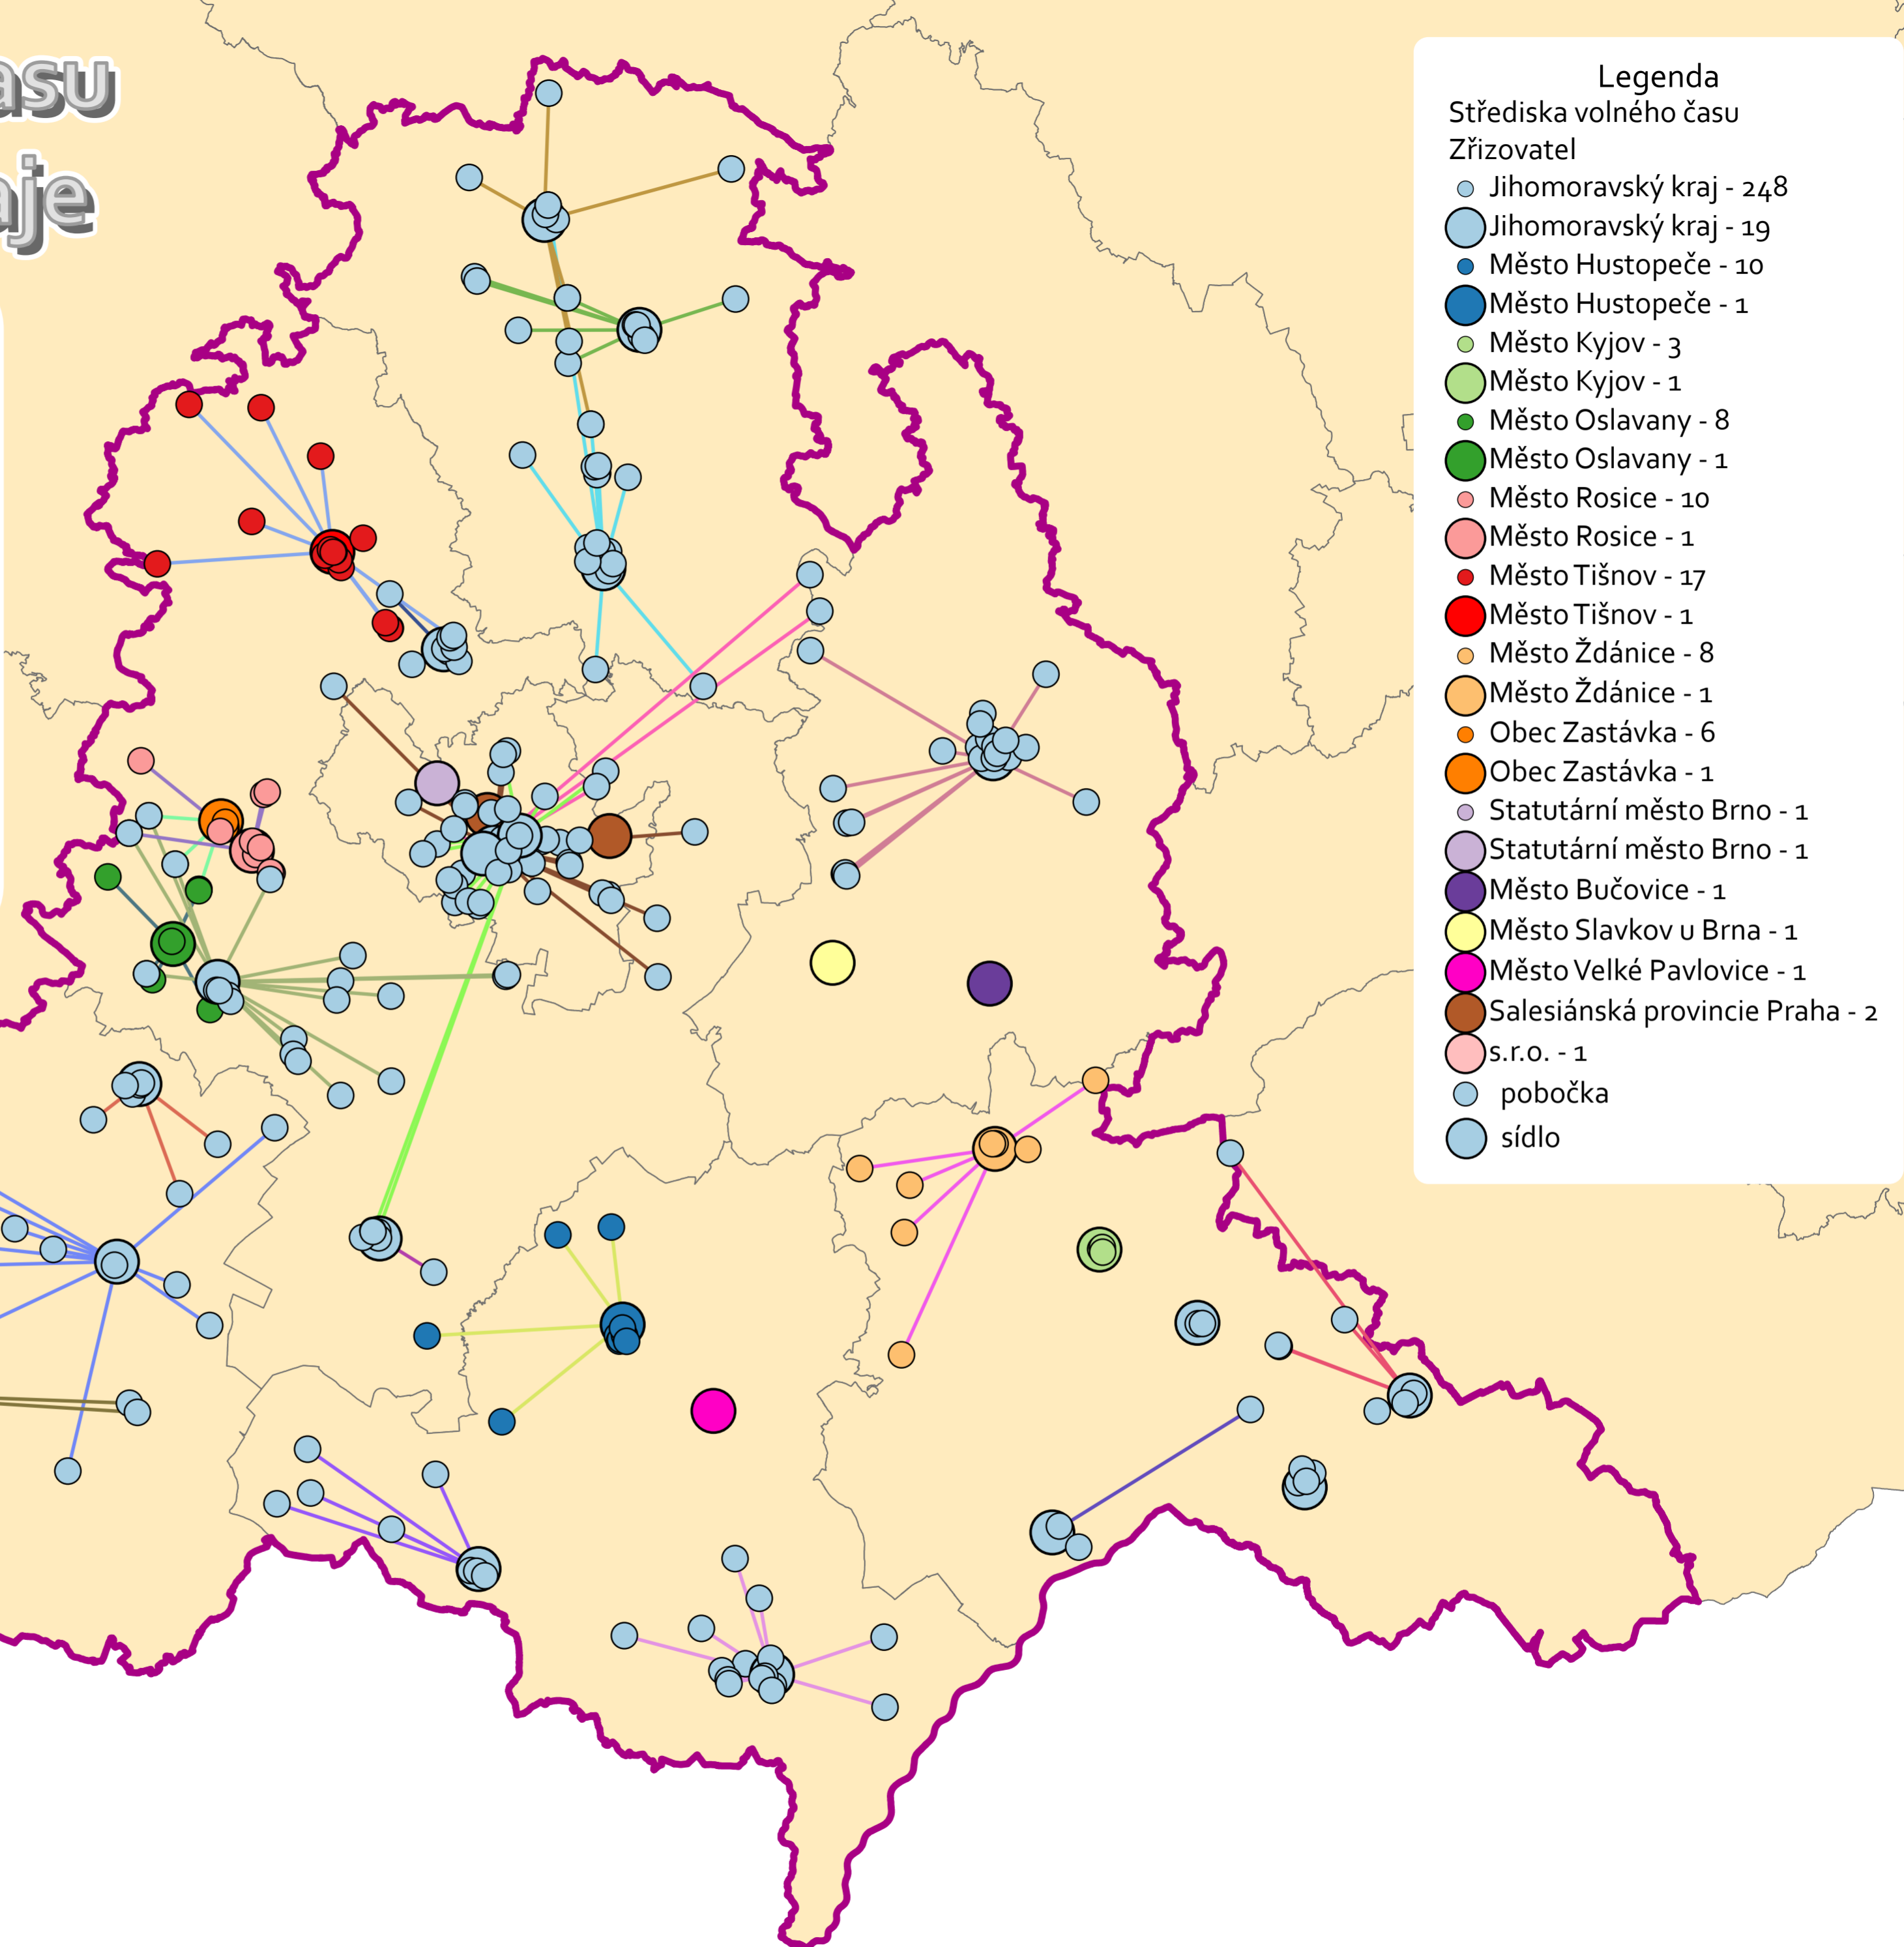 Legenda
Střediska volného času
Zřizovatel
Jihomoravský kraj - 248
Jihomoravský kraj - 19
Město Hustopeče - 10
Město Hustopeče - 1
Město Kyjov - 3
Město Kyjov - 1
Město Oslavany - 8
Město Oslavany - 1
Město Rosice - 10
Město Rosice - 1
Město Tišnov - 17
Město Tišnov - 1
Město Ždánice - 8
Město Ždánice - 1
Obec Zastávka - 6
Obec Zastávka - 1
Statutární město Brno - 1
Statutární město Brno - 1
Město Bučovice - 1
Město Slavkov u Brna - 1
Město Velké Pavlovice - 1
Salesiánská provincie Praha - 2
s.r.o. - 1
pobočka
sídlo